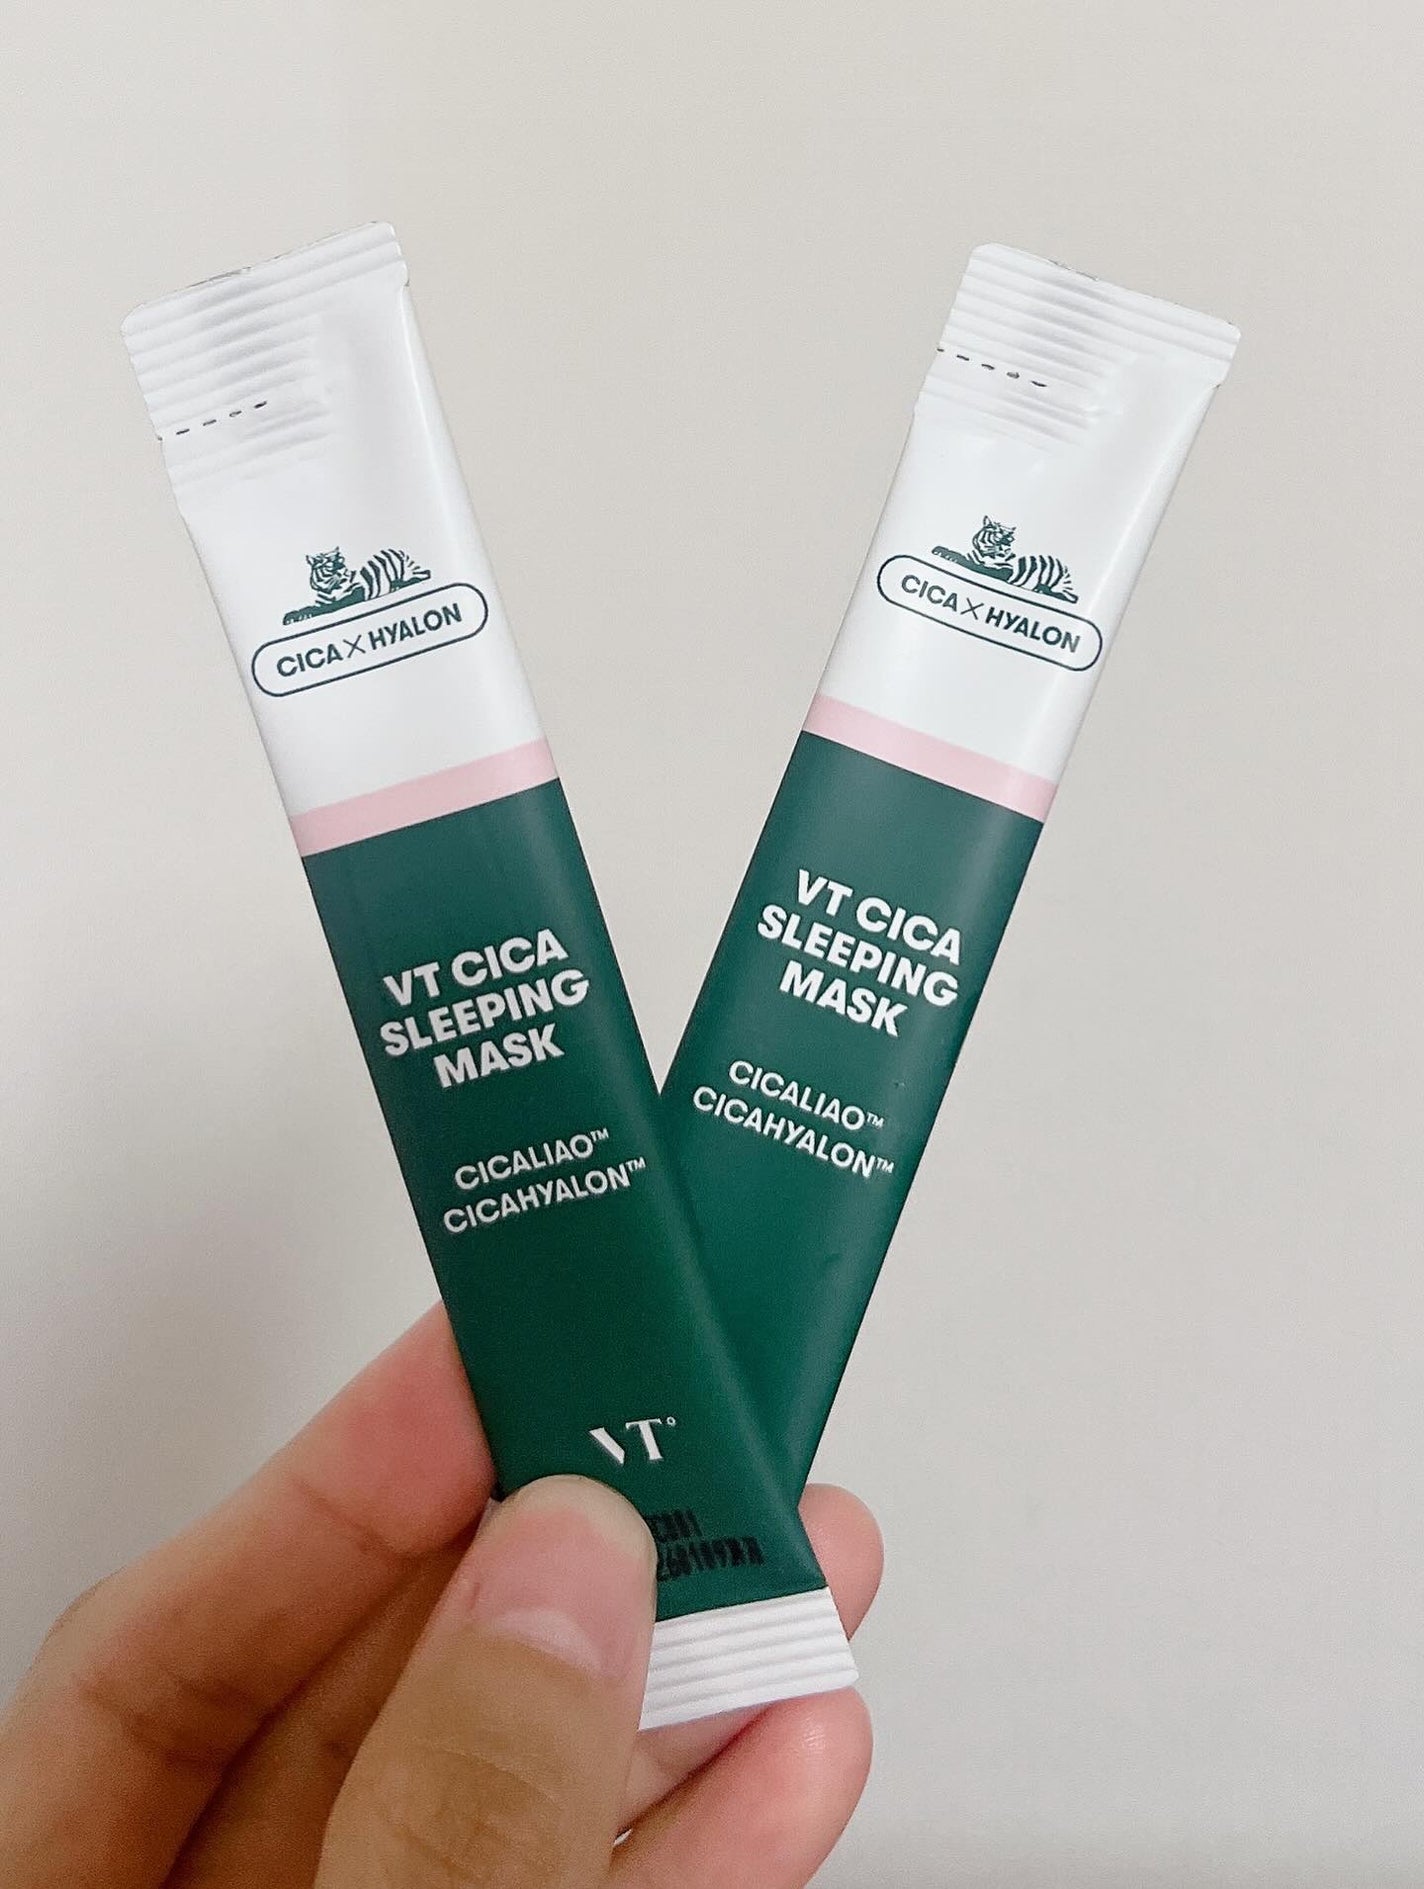 CICA X HYALON
VT CICA
SLEEPING
MASK
CICALIAO™
CICAHYALON™
VT
CICA X HYALON
VT CICA
SLEEPING
MASK
CICALIAO™
CICAHYALON™